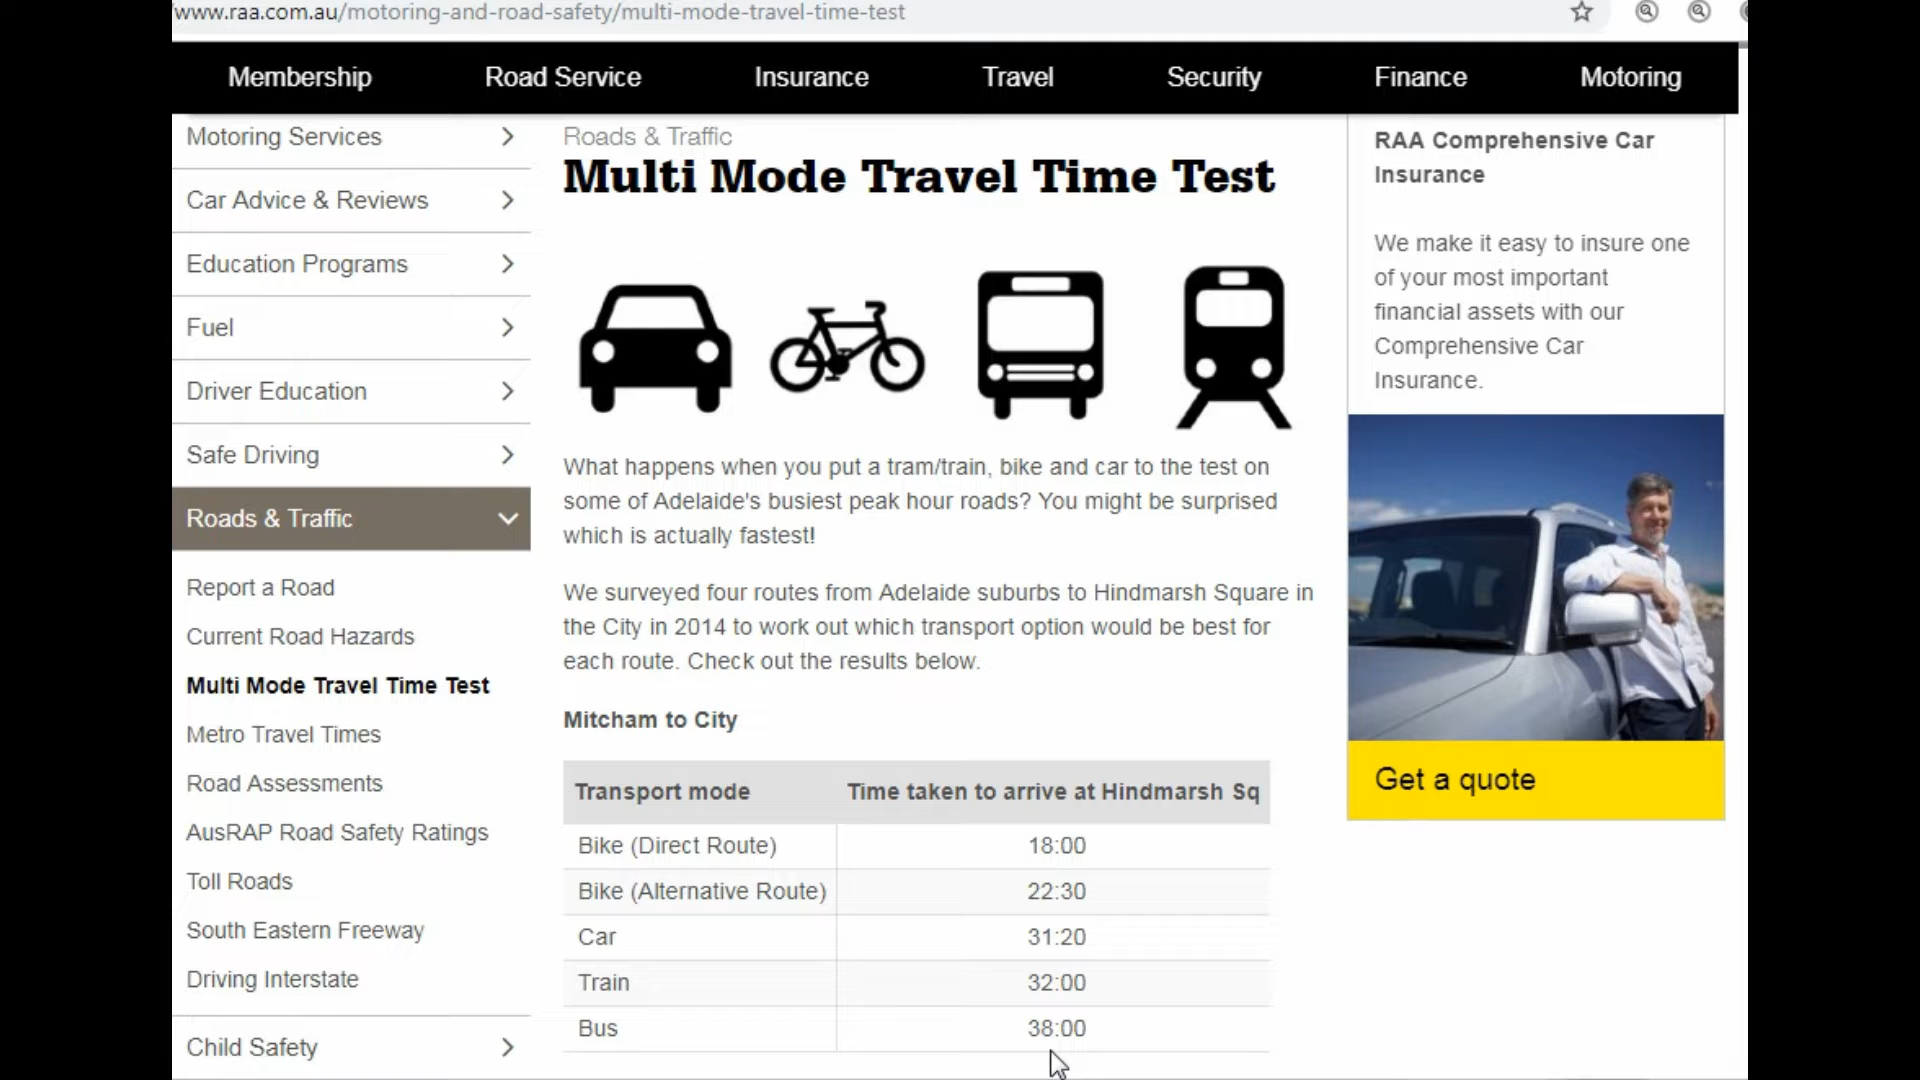 www.raa.com.au/motoring-and-road-safety/multi-mode-travel-time-test
Membership
Road Service
Insurance
Travel
Security
Finance
Motoring
Motoring Services
Car Advice & Reviews
Education Programs
Fuel
Driver Education
Safe Driving
Roads & Traffic
Report a Road
Current Road Hazards
Multi Mode Travel Time Test
Metro Travel Times
Road Assessments
AusRAP Road Safety Ratings
Toll Roads
South Eastern Freeway
Driving Interstate
Child Safety
Roads & Traffic
Multi Mode Travel Time Test
What happens when you put a tram/train, bike and car to the test on
some of Adelaide's busiest peak hour roads? You might be surprised
which is actually fastest!
We surveyed four routes from Adelaide suburbs to Hindmarsh Square in
the City in 2014 to work out which transport option would be best for
each route. Check out the results below.
Mitcham to City
Transport mode Time taken to arrive at Hindmarsh Sq
Bike (Direct Route) 18:00
Bike (Alternative Route) 22:30
Car 31:20
Train 32:00
Bus 38:00
RAA Comprehensive Car
Insurance
We make it easy to insure one
of your most important
financial assets with our
Comprehensive Car
Insurance.
Get a quote